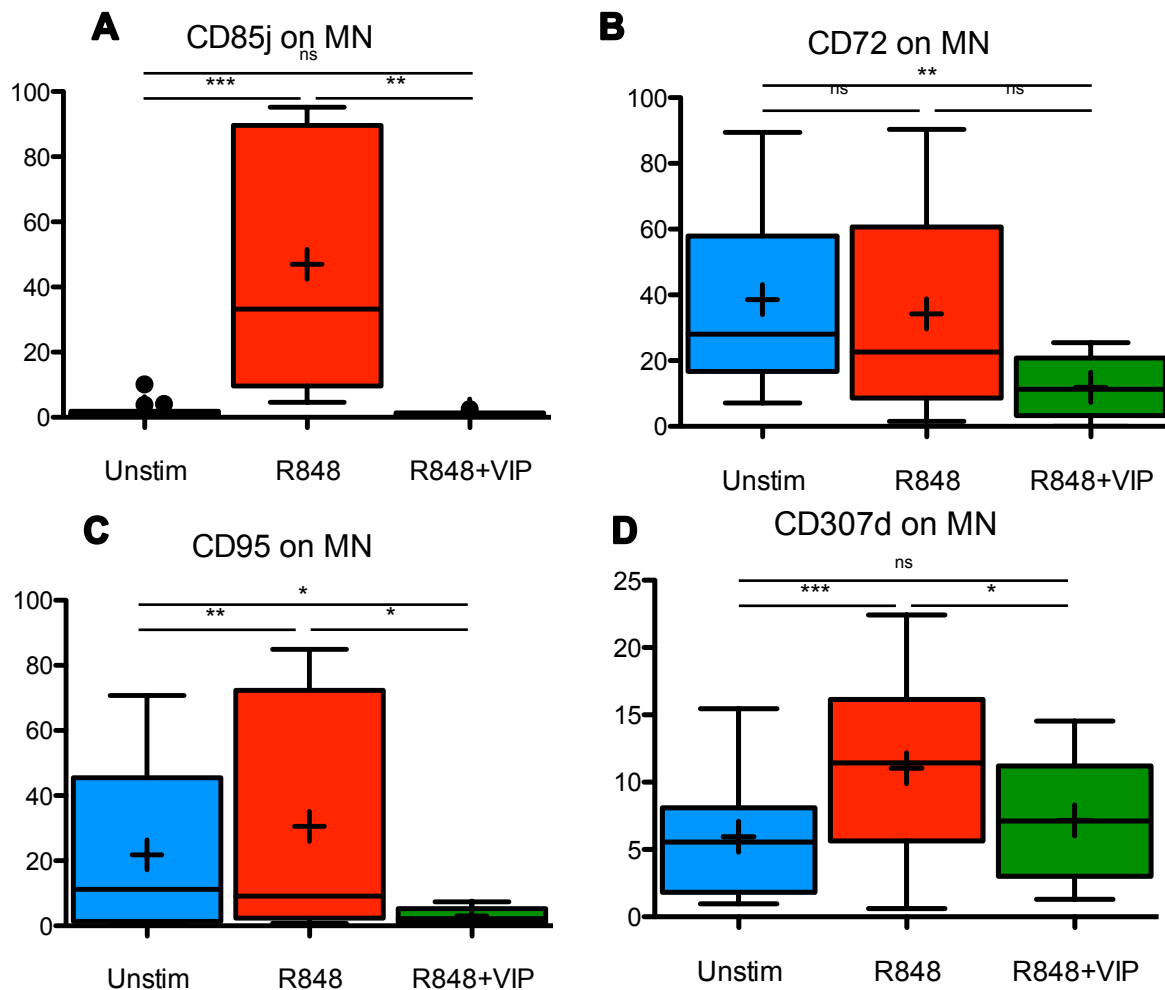 A
CD85j on MN
ns
*** **
100
80
60
40
20
0
Unstim R848 R848+VIP
B
CD72 on MN
**
ns ns
100
80
60
40
20
0
Unstim R848 R848+VIP
C
CD95 on MN
*
** *
100
80
60
40
20
0
Unstim R848 R848+VIP
D
CD307d on MN
ns
*** *
25
20
15
10
5
0
Unstim R848 R848+VIP